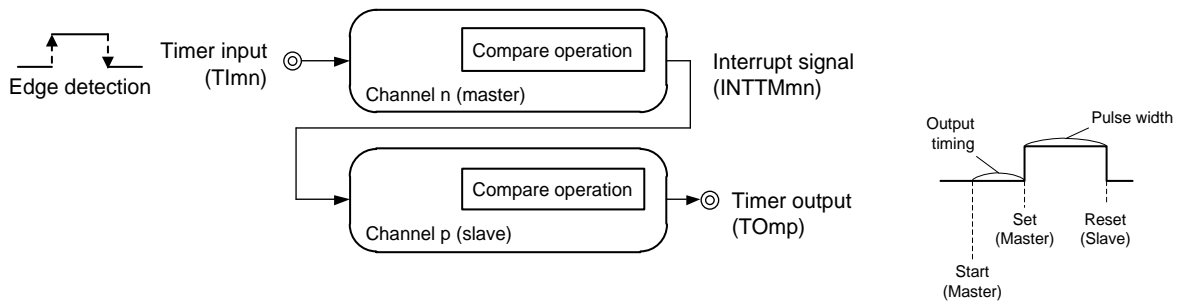 Edge detection
Timer input
(TImn)
Compare operation
Channel n (master)
Interrupt signal
(INTTMmn)
Compare operation
Channel p (slave)
Timer output
(TOmp)
Output
timing
Pulse width
Set
(Master)
Reset
(Slave)
Start
(Master)